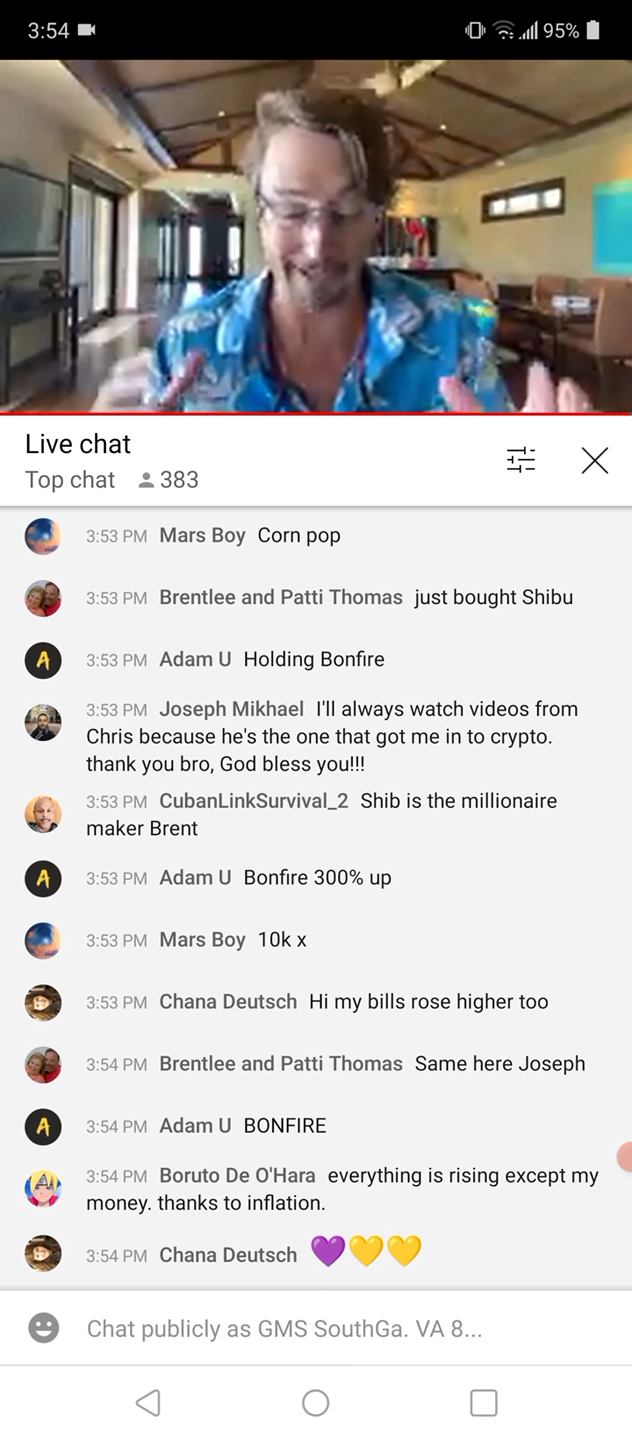 3:54 95%
Live chat
Top chat 383
3:53 PM Mars Boy Corn pop
3:53 PM Brentlee and Patti Thomas just bought Shibu
A 3:53 PM Adam U Holding Bonfire
3:53 PM Joseph Mikhael I'll always watch videos from
Chris because he's the one that got me in to crypto.
thank you bro, God bless you!!!
3:53 PM CubanLinkSurvival_2 Shib is the millionaire
maker Brent
A 3:53 PM Adam U Bonfire 300% up
3:53 PM Mars Boy 10k x
3:53 PM Chana Deutsch Hi my bills rose higher too
3:54 PM Brentlee and Patti Thomas Same here Joseph
A 3:54 PM Adam U BONFIRE
3:54 PM Boruto De O'Hara everything is rising except my
money. thanks to inflation.
3:54 PM Chana Deutsch 💜💛💛
Chat publicly as GMS SouthGa. VA 8...